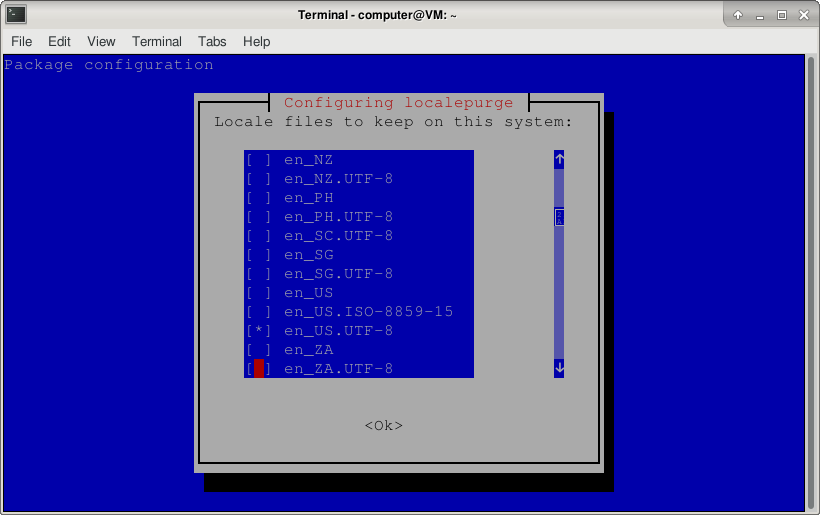 Terminal - computer@VM: ~
File Edit View Terminal Tabs Help
Package configuration
Configuring localepurge
Locale files to keep on this system:
[ ] en_NZ
[ ] en_NZ.UTF-8
[ ] en_PH
[ ] en_PH.UTF-8
[ ] en_SC.UTF-8
[ ] en_SG
[ ] en_SG.UTF-8
[ ] en_US
[ ] en_US.ISO-8859-15
[*] en_US.UTF-8
[ ] en_ZA
[ ] en_ZA.UTF-8
<Ok>